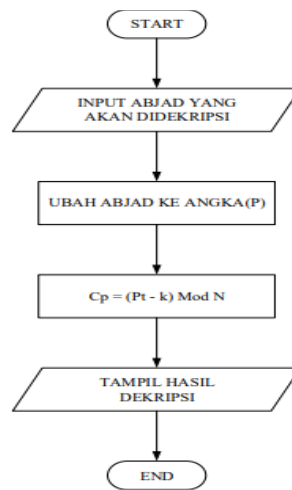 START
INPUT ABJAD YANG
AKAN DIDEKRIPSI
UBAH ABJAD KE ANGKA(P)
Cp = (Pt - k) Mod N
TAMPIL HASIL
DEKRIPSI
END